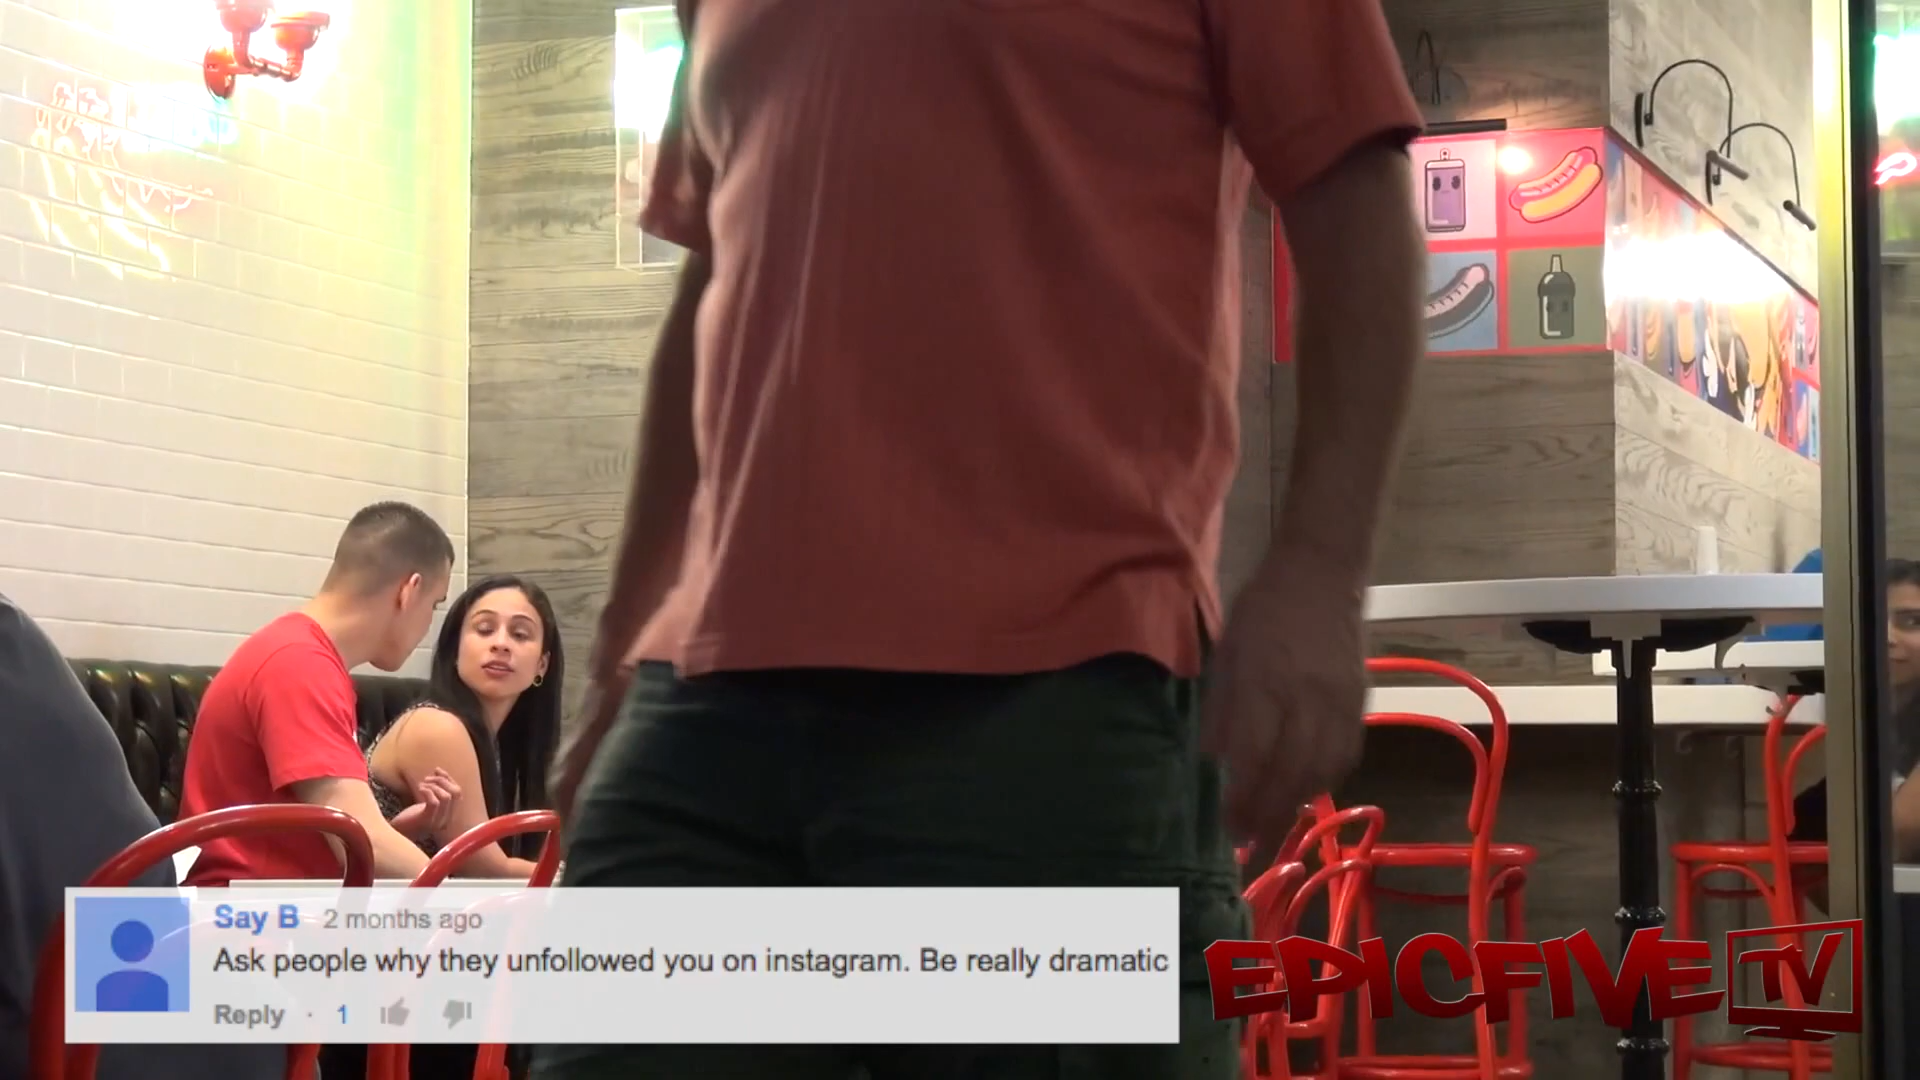 Say B 2 months ago
Ask people why they unfollowed you on instagram. Be really dramatic
Reply · 1
EPICFIVE TV